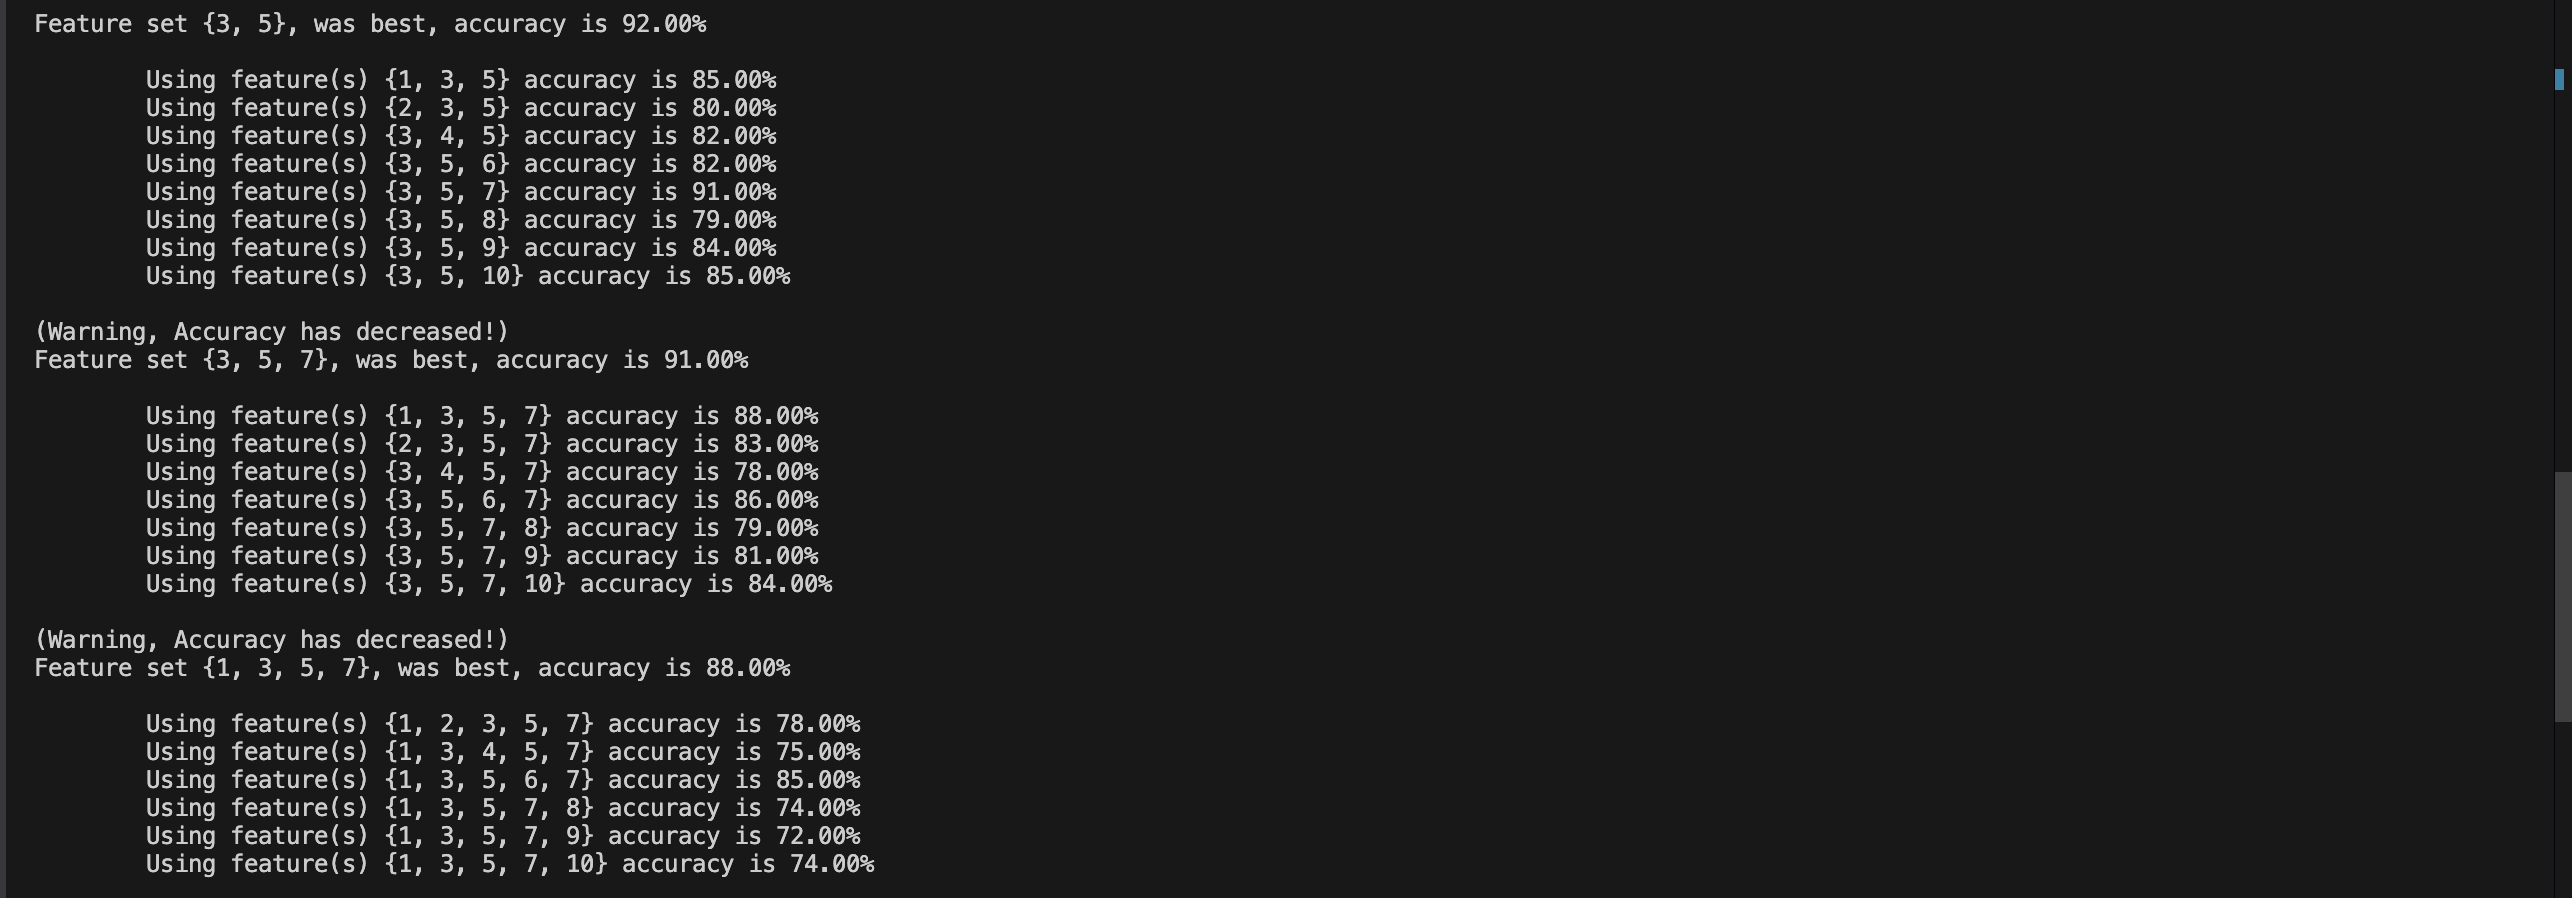 Feature set {3, 5}, was best, accuracy is 92.00%
Using feature(s) {1, 3, 5} accuracy is 85.00%
Using feature(s) {2, 3, 5} accuracy is 80.00%
Using feature(s) {3, 4, 5} accuracy is 82.00%
Using feature(s) {3, 5, 6} accuracy is 82.00%
Using feature(s) {3, 5, 7} accuracy is 91.00%
Using feature(s) {3, 5, 8} accuracy is 79.00%
Using feature(s) {3, 5, 9} accuracy is 84.00%
Using feature(s) {3, 5, 10} accuracy is 85.00%
(Warning, Accuracy has decreased!)
Feature set {3, 5, 7}, was best, accuracy is 91.00%
Using feature(s) {1, 3, 5, 7} accuracy is 88.00%
Using feature(s) {2, 3, 5, 7} accuracy is 83.00%
Using feature(s) {3, 4, 5, 7} accuracy is 78.00%
Using feature(s) {3, 5, 6, 7} accuracy is 86.00%
Using feature(s) {3, 5, 7, 8} accuracy is 79.00%
Using feature(s) {3, 5, 7, 9} accuracy is 81.00%
Using feature(s) {3, 5, 7, 10} accuracy is 84.00%
(Warning, Accuracy has decreased!)
Feature set {1, 3, 5, 7}, was best, accuracy is 88.00%
Using feature(s) {1, 2, 3, 5, 7} accuracy is 78.00%
Using feature(s) {1, 3, 4, 5, 7} accuracy is 75.00%
Using feature(s) {1, 3, 5, 6, 7} accuracy is 85.00%
Using feature(s) {1, 3, 5, 7, 8} accuracy is 74.00%
Using feature(s) {1, 3, 5, 7, 9} accuracy is 72.00%
Using feature(s) {1, 3, 5, 7, 10} accuracy is 74.00%